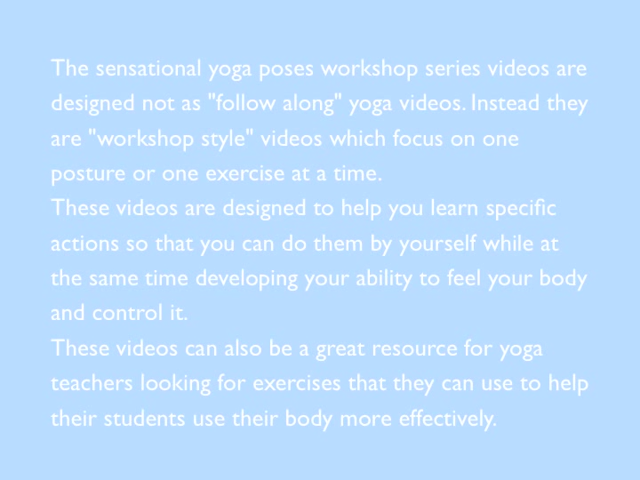 The sensational yoga poses workshop series videos are
designed not as "follow along" yoga videos. Instead they
are "workshop style" videos which focus on one
posture or one exercise at a time.
These videos are designed to help you learn specific
actions so that you can do them by yourself while at
the same time developing your ability to feel your body
and control it.
These videos can also be a great resource for yoga
teachers looking for exercises that they can use to help
their students use their body more effectively.